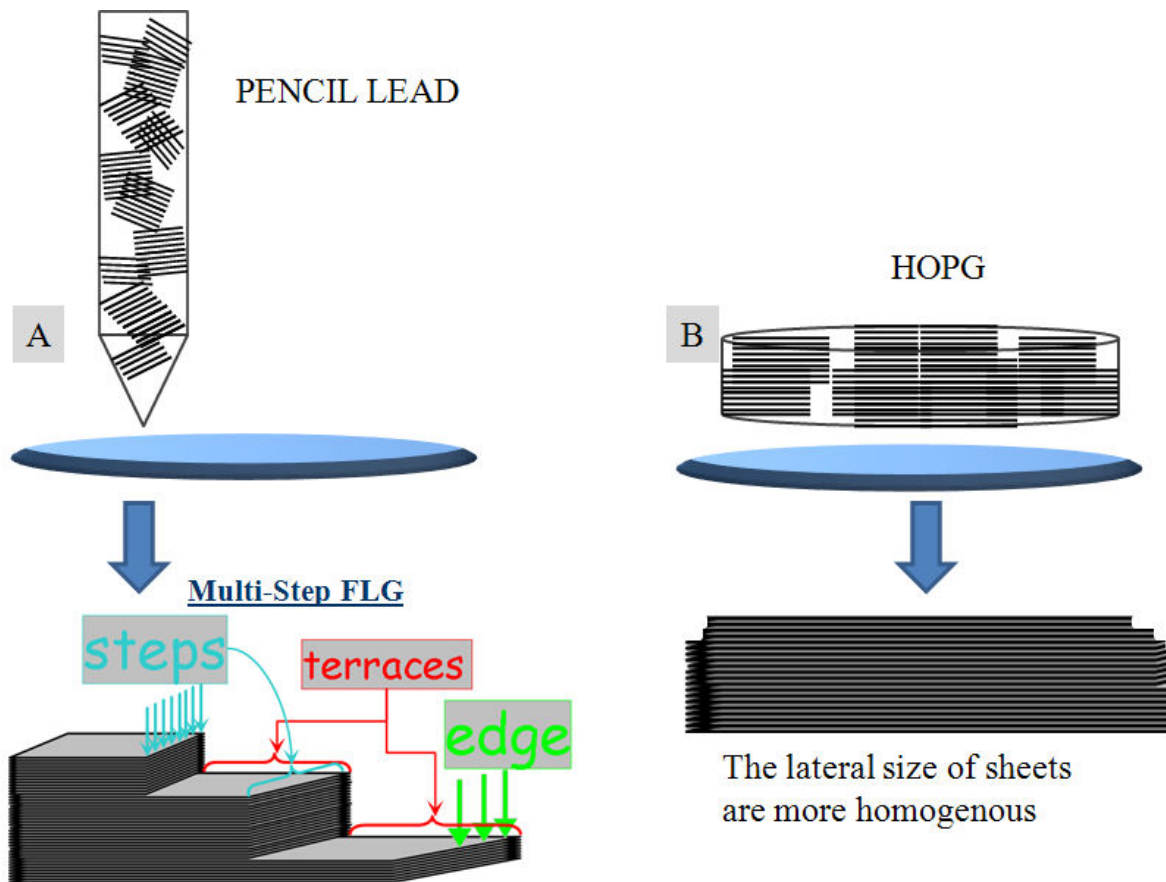 PENCIL LEAD
A
Multi-Step FLG
steps
terraces
edge
HOPG
B
The lateral size of sheets
are more homogenous